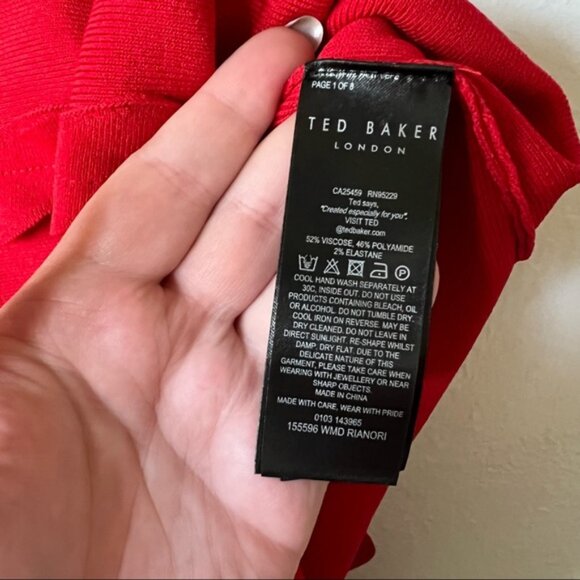 PAGE 1 OF 8
TED BAKER
LONDON
CA25459 RN95229
Ted says,
"Created especially for you".
VISIT TED
@tedbaker.com
52% VISCOSE, 46% POLYAMIDE
2% ELASTANE
COOL HAND WASH SEPARATELY AT
30C, INSIDE OUT. DO NOT USE
PRODUCTS CONTAINING BLEACH, OIL
OR ALCOHOL. DO NOT TUMBLE DRY.
COOL IRON ON REVERSE. MAY BE
DRY CLEANED. DO NOT LEAVE IN
DIRECT SUNLIGHT. RE-SHAPE WHILST
DAMP. DRY FLAT. DUE TO THE
DELICATE NATURE OF THIS
GARMENT, PLEASE TAKE CARE WHEN
WEARING WITH JEWELLERY OR NEAR
SHARP OBJECTS.
MADE IN CHINA
MADE WITH CARE, WEAR WITH PRIDE
0103 143965
155596 WMD RIANORI